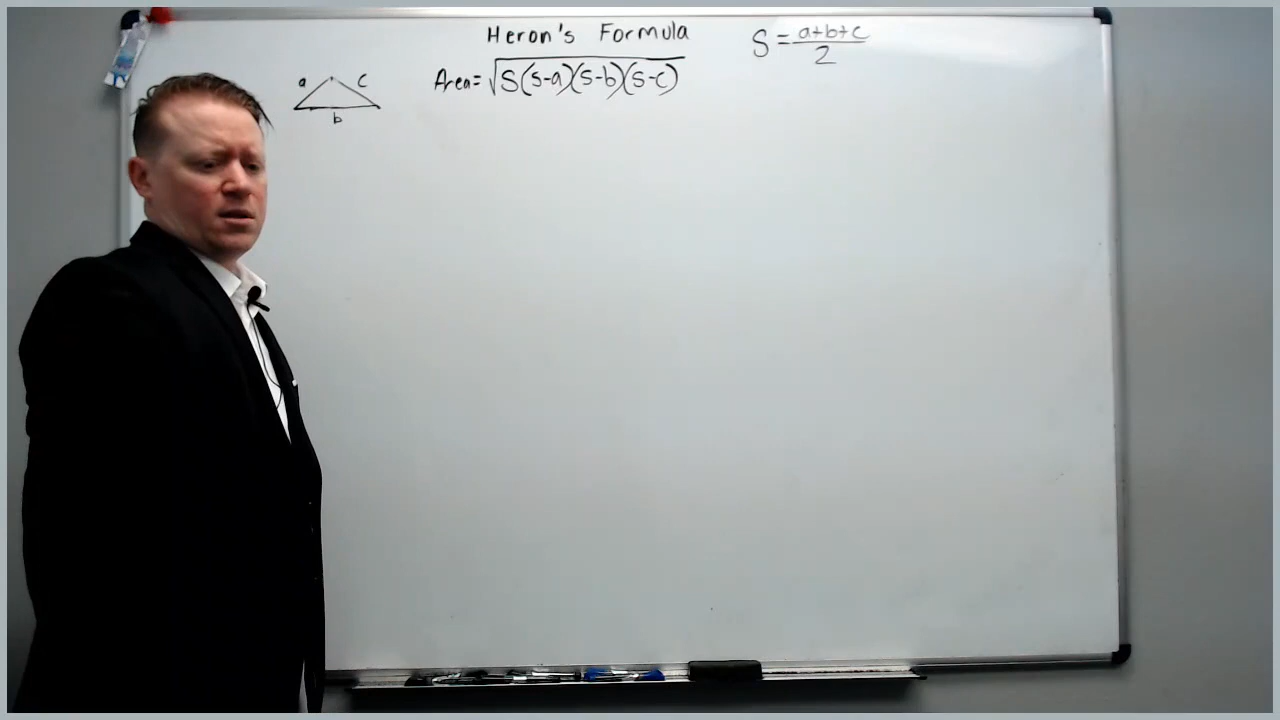 Heron's Formula
S = a+b+c / 2
Area = √S(s-a)(s-b)(s-c)
a c
b